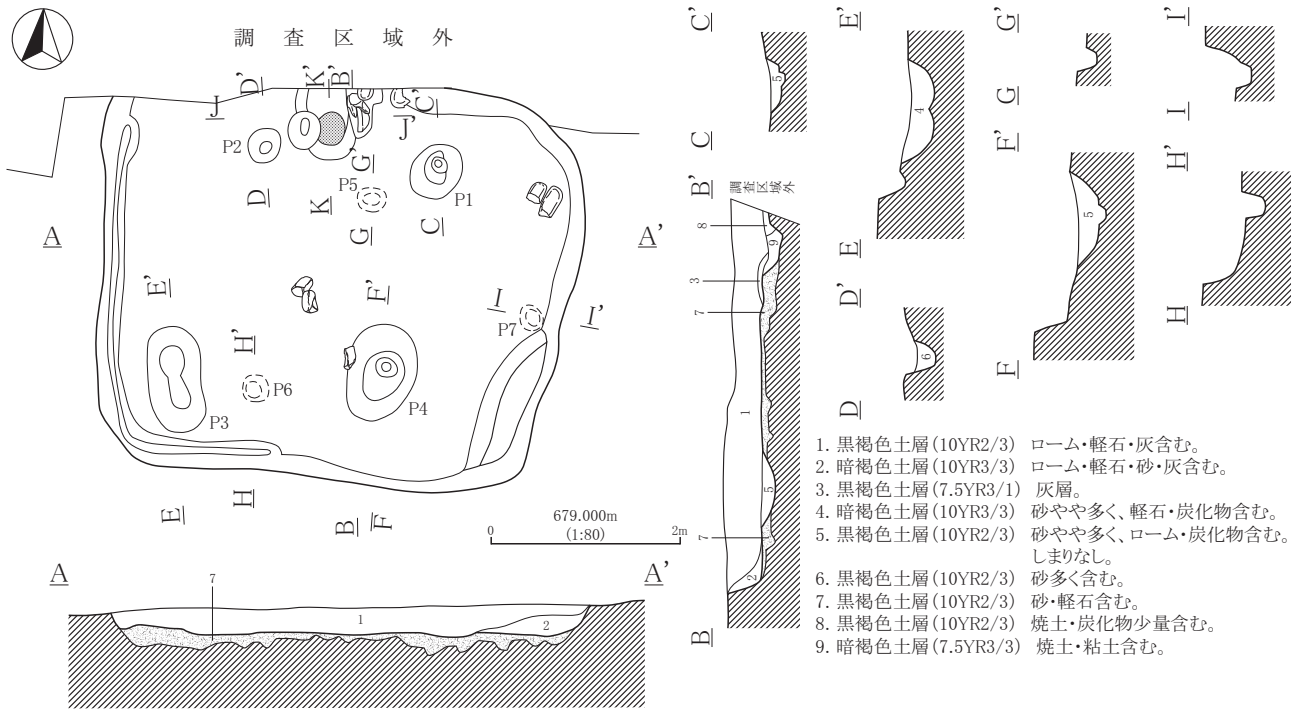 調査区域外
D'
K'
B'
J
C'
J'
P2
G'
P5
P1
D
K
G
C
A
A'
E'
F'
I
I'
P7
H'
P6
P3
P4
H
E
B
F
0
679.000m
(1:80)
2m
A
A'
7
1
2
C'
5
C
E'
4
E
G'
G
I'
I
B'
調査区域外
8
9
3
7
1
5
7
2
B
F'
5
F
H'
H
D'
6
D
1. 黒褐色土層(10YR2/3) ローム・軽石・灰含む。
2. 暗褐色土層(10YR3/3) ローム・軽石・砂・灰含む。
3. 黒褐色土層(7.5YR3/1) 灰層。
4. 暗褐色土層(10YR3/3) 砂やや多く、軽石・炭化物含む。
5. 黒褐色土層(10YR2/3) 砂やや多く、ローム・炭化物含む。
しまりなし。
6. 黒褐色土層(10YR2/3) 砂多く含む。
7. 黒褐色土層(10YR2/3) 砂・軽石含む。
8. 黒褐色土層(10YR2/3) 焼土・炭化物少量含む。
9. 暗褐色土層(7.5YR3/3) 焼土・粘土含む。